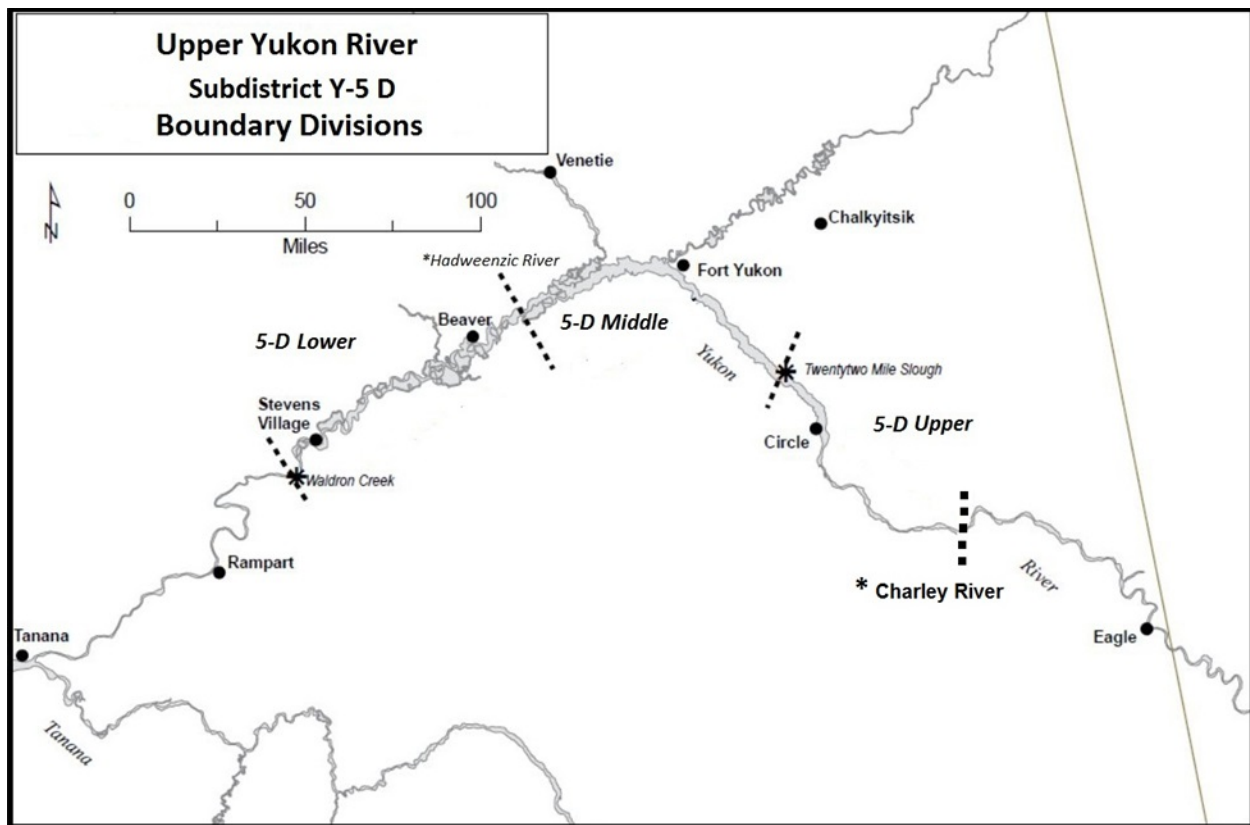 Upper Yukon River
Subdistrict Y-5 D
Boundary Divisions
Venetie
N
0 50 100
Miles
Chalkyitsik
*Hadweenzic River
Fort Yukon
Beaver
5-D Middle
5-D Lower
Yukon
Twentytwo Mile Slough
Stevens
Village
5-D Upper
Circle
Waldron Creek
Rampart
River
* Charley River
Tanana
Eagle
Tanana